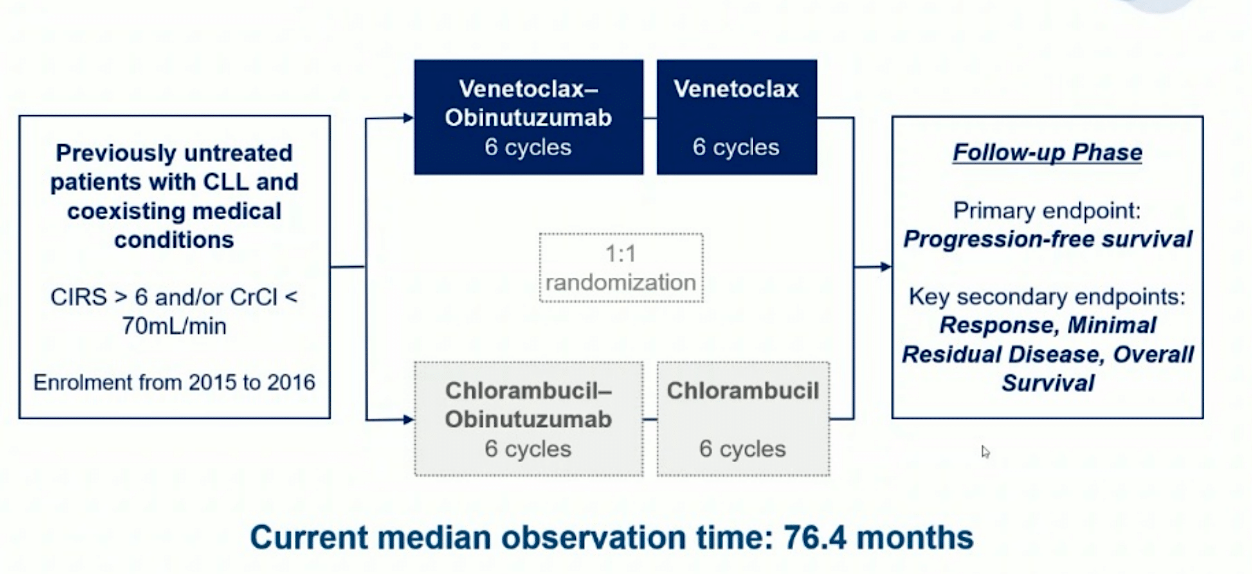 Previously untreated
patients with CLL and
coexisting medical
conditions
CIRS > 6 and/or CrCl <
70mL/min
Enrolment from 2015 to 2016
Venetoclax–
Obinutuzumab
6 cycles
Venetoclax
6 cycles
1:1
randomization
Chlorambucil–
Obinutuzumab
6 cycles
Chlorambucil
6 cycles
Follow-up Phase
Primary endpoint:
Progression-free survival
Key secondary endpoints:
Response, Minimal
Residual Disease, Overall
Survival
Current median observation time: 76.4 months